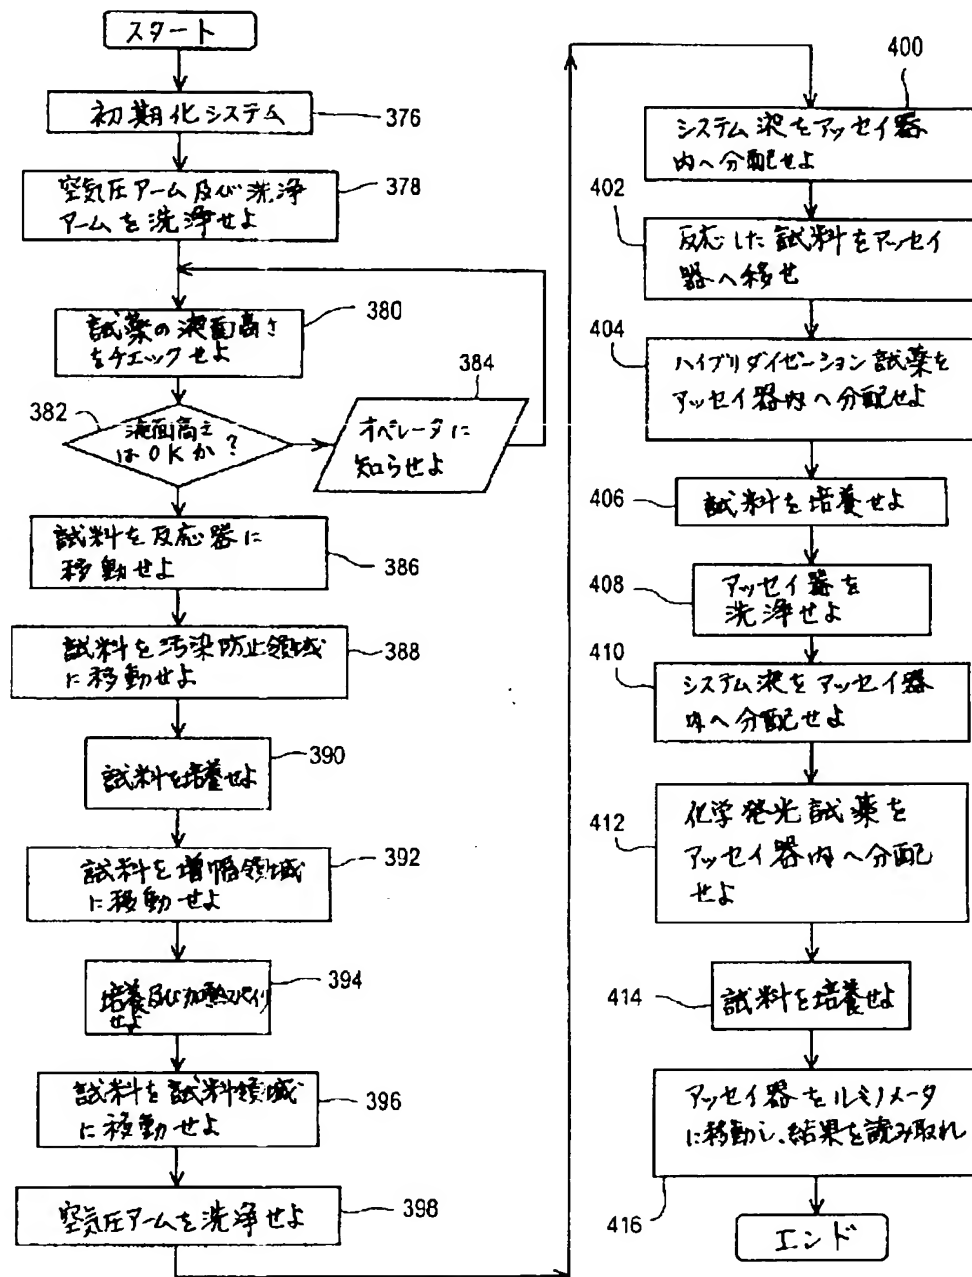 スタート
初期化システム
376
空気圧アーム及び洗浄
アームを洗浄せよ
378
試薬の液面高さ
をチェックせよ
380
382
液面高さ
はOKか?
384
オペレータに
知らせよ
試料を反応器に
移動せよ
386
試料を汚染防止領域
に移動せよ
388
試料を培養せよ
390
試料を増幅領域
に移動せよ
392
培養及び加熱
せよ
394
試料を試料領域
に移動せよ
396
空気圧アームを洗浄せよ
398
400
システム液をアッセイ器
内へ分配せよ
402
反応した試料をアッセイ
器へ移せ
404
ハイブリダイゼーション試薬を
アッセイ器内へ分配せよ
406
試料を培養せよ
408
アッセイ器を
洗浄せよ
410
システム液をアッセイ器
内へ分配せよ
412
化学発光試薬を
アッセイ器内へ分配
せよ
414
試料を培養せよ
アッセイ器をルミノメータ
に移動し、結果を読み取れ
416
エンド